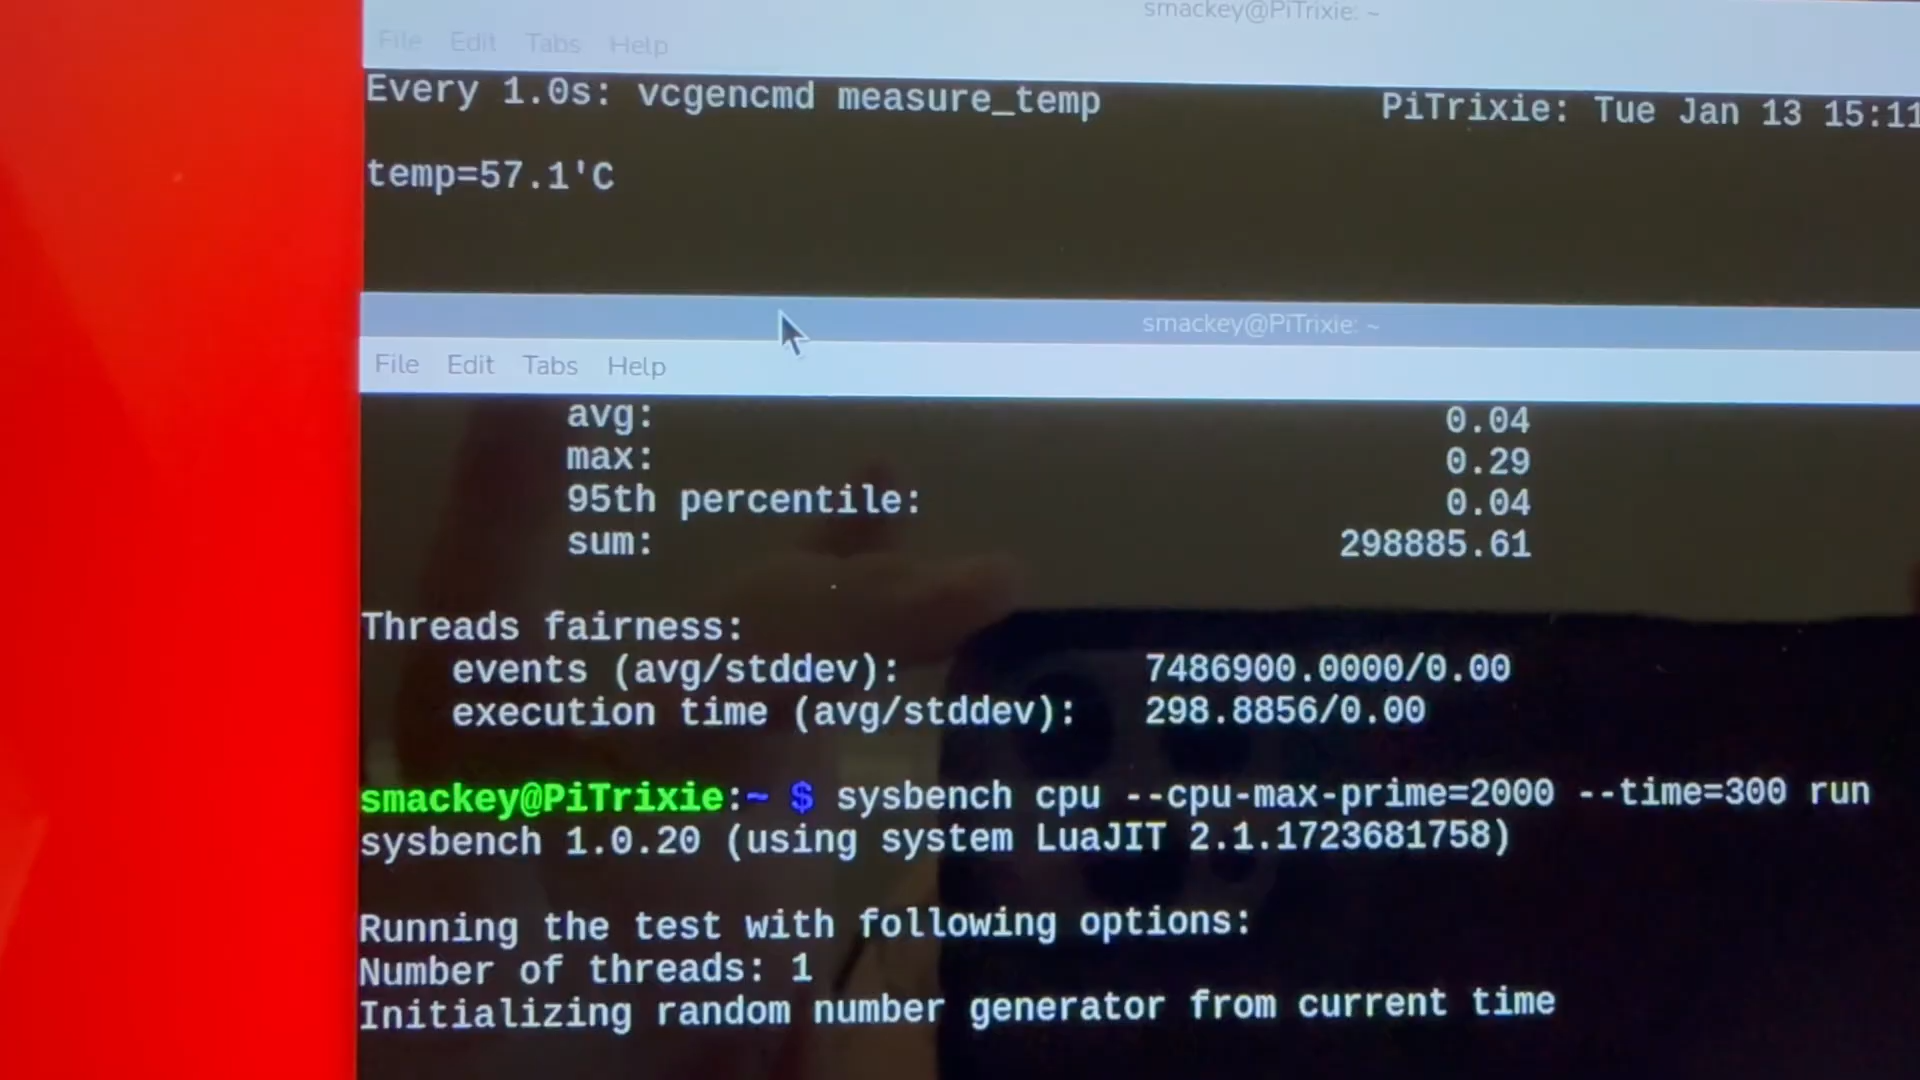 smackey@PiTrixie: ~
File Edit Tabs Help
Every 1.0s: vcgencmd measure_temp PiTrixie: Tue Jan 13 15:11
temp=57.1'C
smackey@PiTrixie: ~
File Edit Tabs Help
avg: 0.04
max: 0.29
95th percentile: 0.04
sum: 298885.61
Threads fairness:
events (avg/stddev): 7486900.0000/0.00
execution time (avg/stddev): 298.8856/0.00
smackey@PiTrixie:~ $ sysbench cpu --cpu-max-prime=2000 --time=300 run
sysbench 1.0.20 (using system LuaJIT 2.1.1723681758)
Running the test with following options:
Number of threads: 1
Initializing random number generator from current time